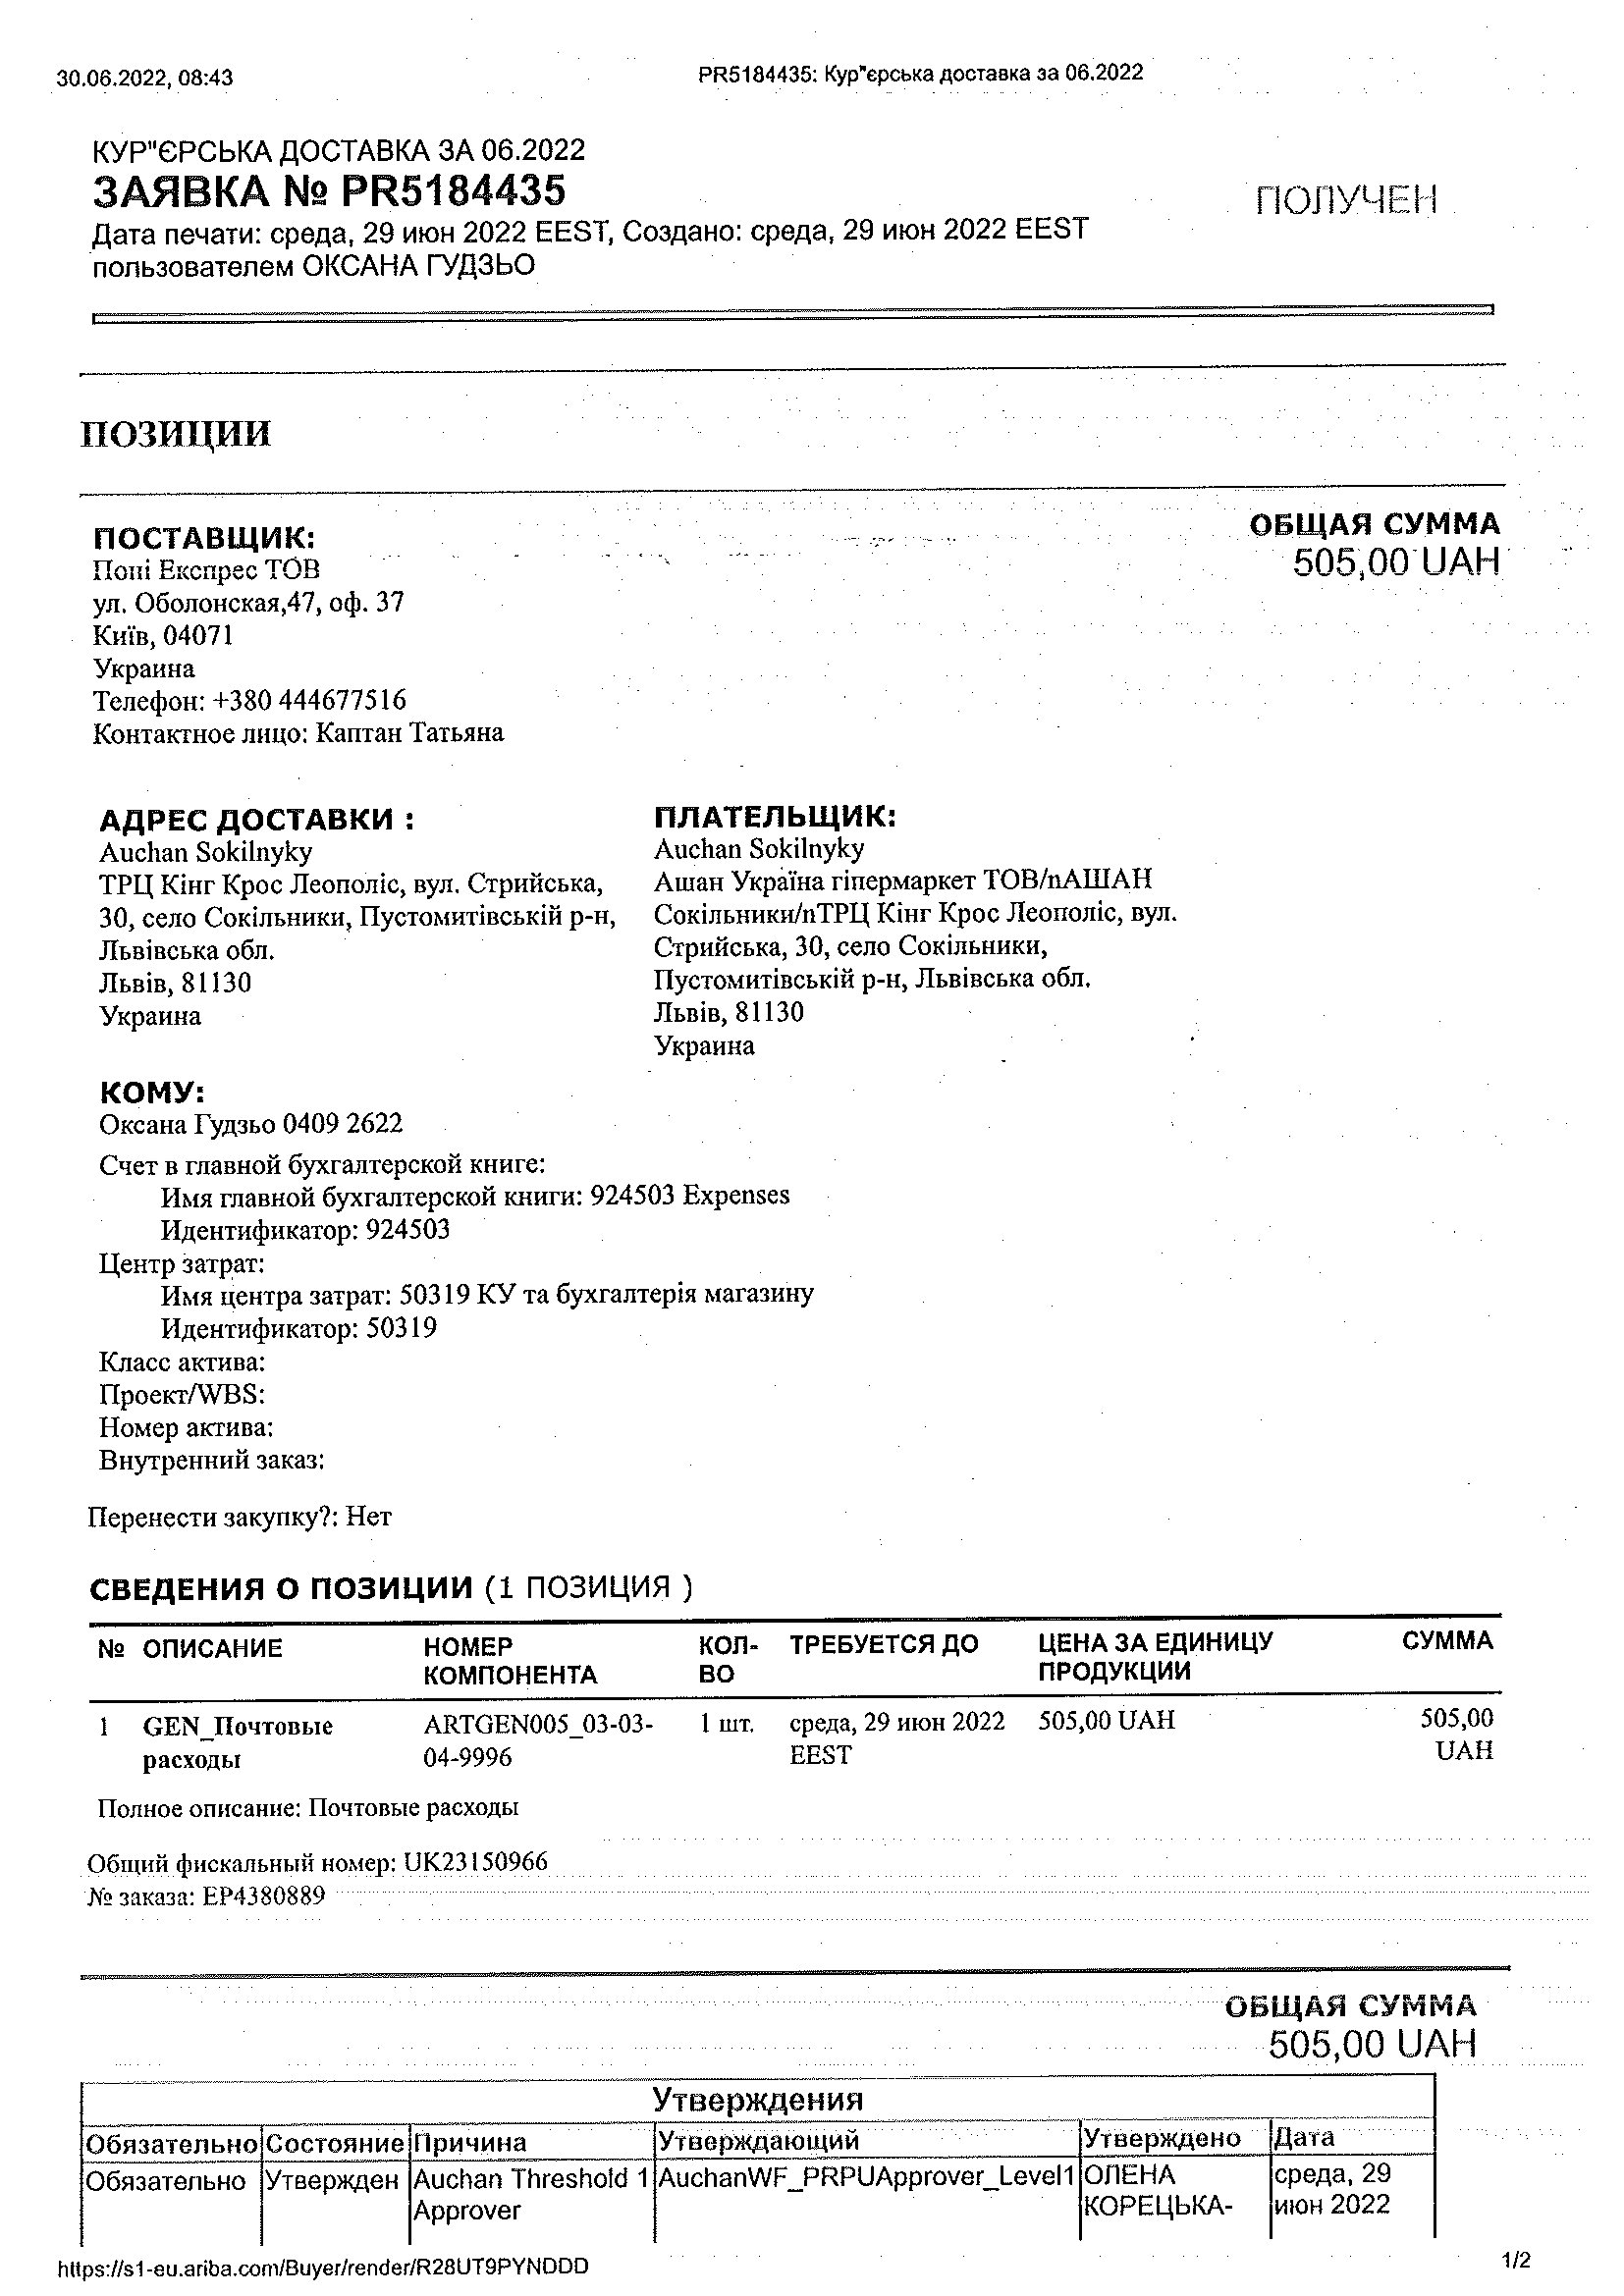 30.06.2022, 08:43
PR5184435: Кур"єрська доставка за 06.2022
КУР"ЄРСЬКА ДОСТАВКА ЗА 06.2022
ЗАЯВКА № PR5184435
ПОЛУЧЕН
Дата печати: среда, 29 июн 2022 EEST, Создано: среда, 29 июн 2022 EEST
пользователем ОКСАНА ГУДЗЬО
ПОЗИЦИИ
ПОСТАВЩИК:
Поні Експрес ТОВ
ул. Оболонская,47, оф. 37
Київ, 04071
Украина
Телефон: +380 444677516
Контактное лицо: Каптан Татьяна
ОБЩАЯ СУММА
505,00 UAH
АДРЕС ДОСТАВКИ :
Auchan Sokilnyky
ТРЦ Кінг Крос Леополіс, вул. Стрийська,
30, село Сокільники, Пустомитівській р-н,
Львівська обл.
Львів, 81130
Украина
ПЛАТЕЛЬЩИК:
Auchan Sokilnyky
Ашан Україна гіпермаркет ТОВ/nАШАН
Сокільники/nТРЦ Кінг Крос Леополіс, вул.
Стрийська, 30, село Сокільники,
Пустомитівській р-н, Львівська обл.
Львів, 81130
Украина
КОМУ:
Оксана Гудзьо 0409 2622
Счет в главной бухгалтерской книге:
Имя главной бухгалтерской книги: 924503 Expenses
Идентификатор: 924503
Центр затрат:
Имя центра затрат: 50319 КУ та бухгалтерія магазину
Идентификатор: 50319
Класс актива:
Проект/WBS:
Номер актива:
Внутренний заказ:
Перенести закупку?: Нет
СВЕДЕНИЯ О ПОЗИЦИИ (1 ПОЗИЦИЯ )
№ ОПИСАНИЕ НОМЕР КОЛ- ТРЕБУЕТСЯ ДО ЦЕНА ЗА ЕДИНИЦУ СУММА
КОМПОНЕНТА ВО ПРОДУКЦИИ
1 GEN_Почтовые ARTGEN005_03-03- 1 шт. среда, 29 июн 2022 505,00 UAH 505,00
расходы 04-9996 EEST UAH
Полное описание: Почтовые расходы
Общий фискальный номер: UK23150966
№ заказа: EP4380889
ОБЩАЯ СУММА
505,00 UAH
Утверждения
Обязательно Состояние Причина Утверждающий Утверждено Дата
Обязательно Утвержден Auchan Threshold 1 AuchanWF_PRPUApprover_Level1 ОЛЕНА среда, 29
Approver КОРЕЦЬКА- июн 2022
https://s1-eu.ariba.com/Buyer/render/R28UT9PYNDDD
1/2